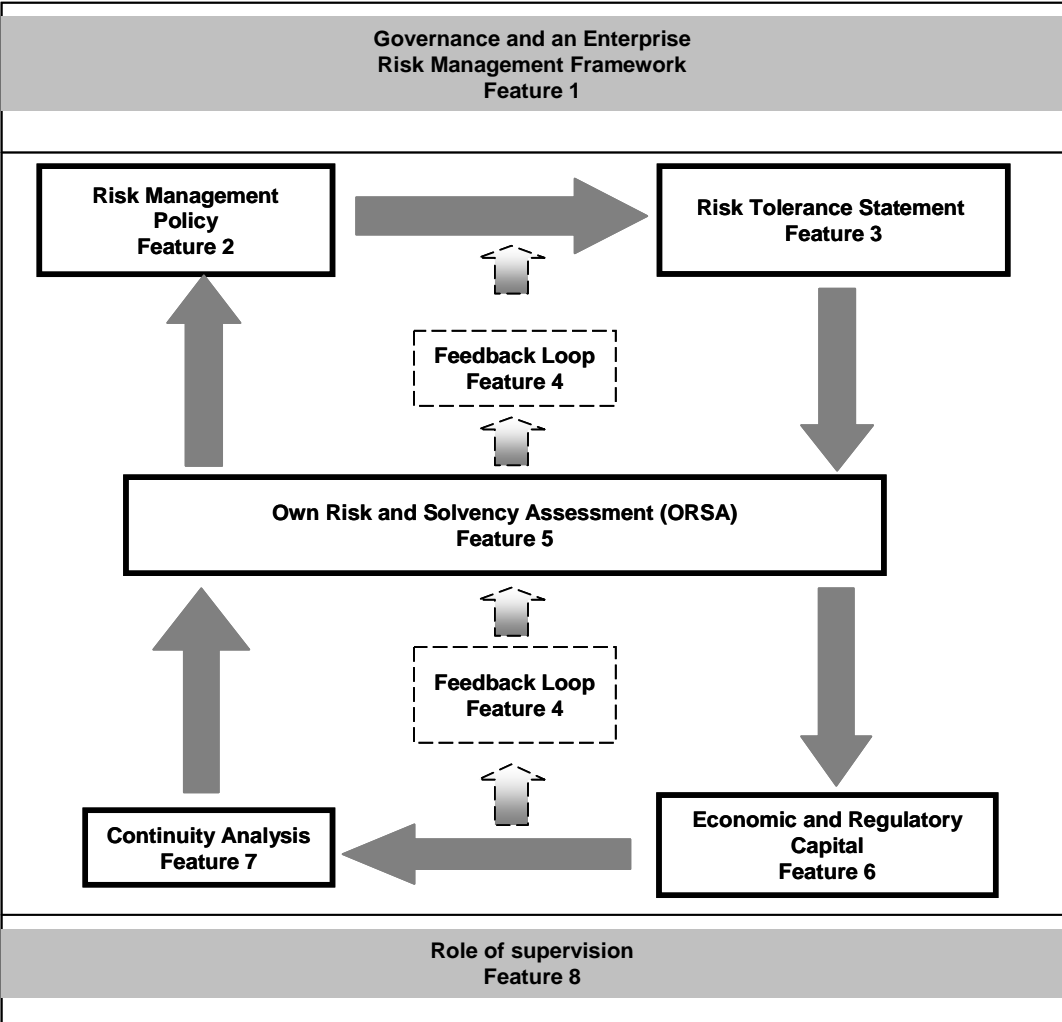 Governance and an Enterprise
Risk Management Framework
Feature 1
Risk Management
Policy
Feature 2
Risk Tolerance Statement
Feature 3
Feedback Loop
Feature 4
Own Risk and Solvency Assessment (ORSA)
Feature 5
Feedback Loop
Feature 4
Continuity Analysis
Feature 7
Economic and Regulatory
Capital
Feature 6
Role of supervision
Feature 8